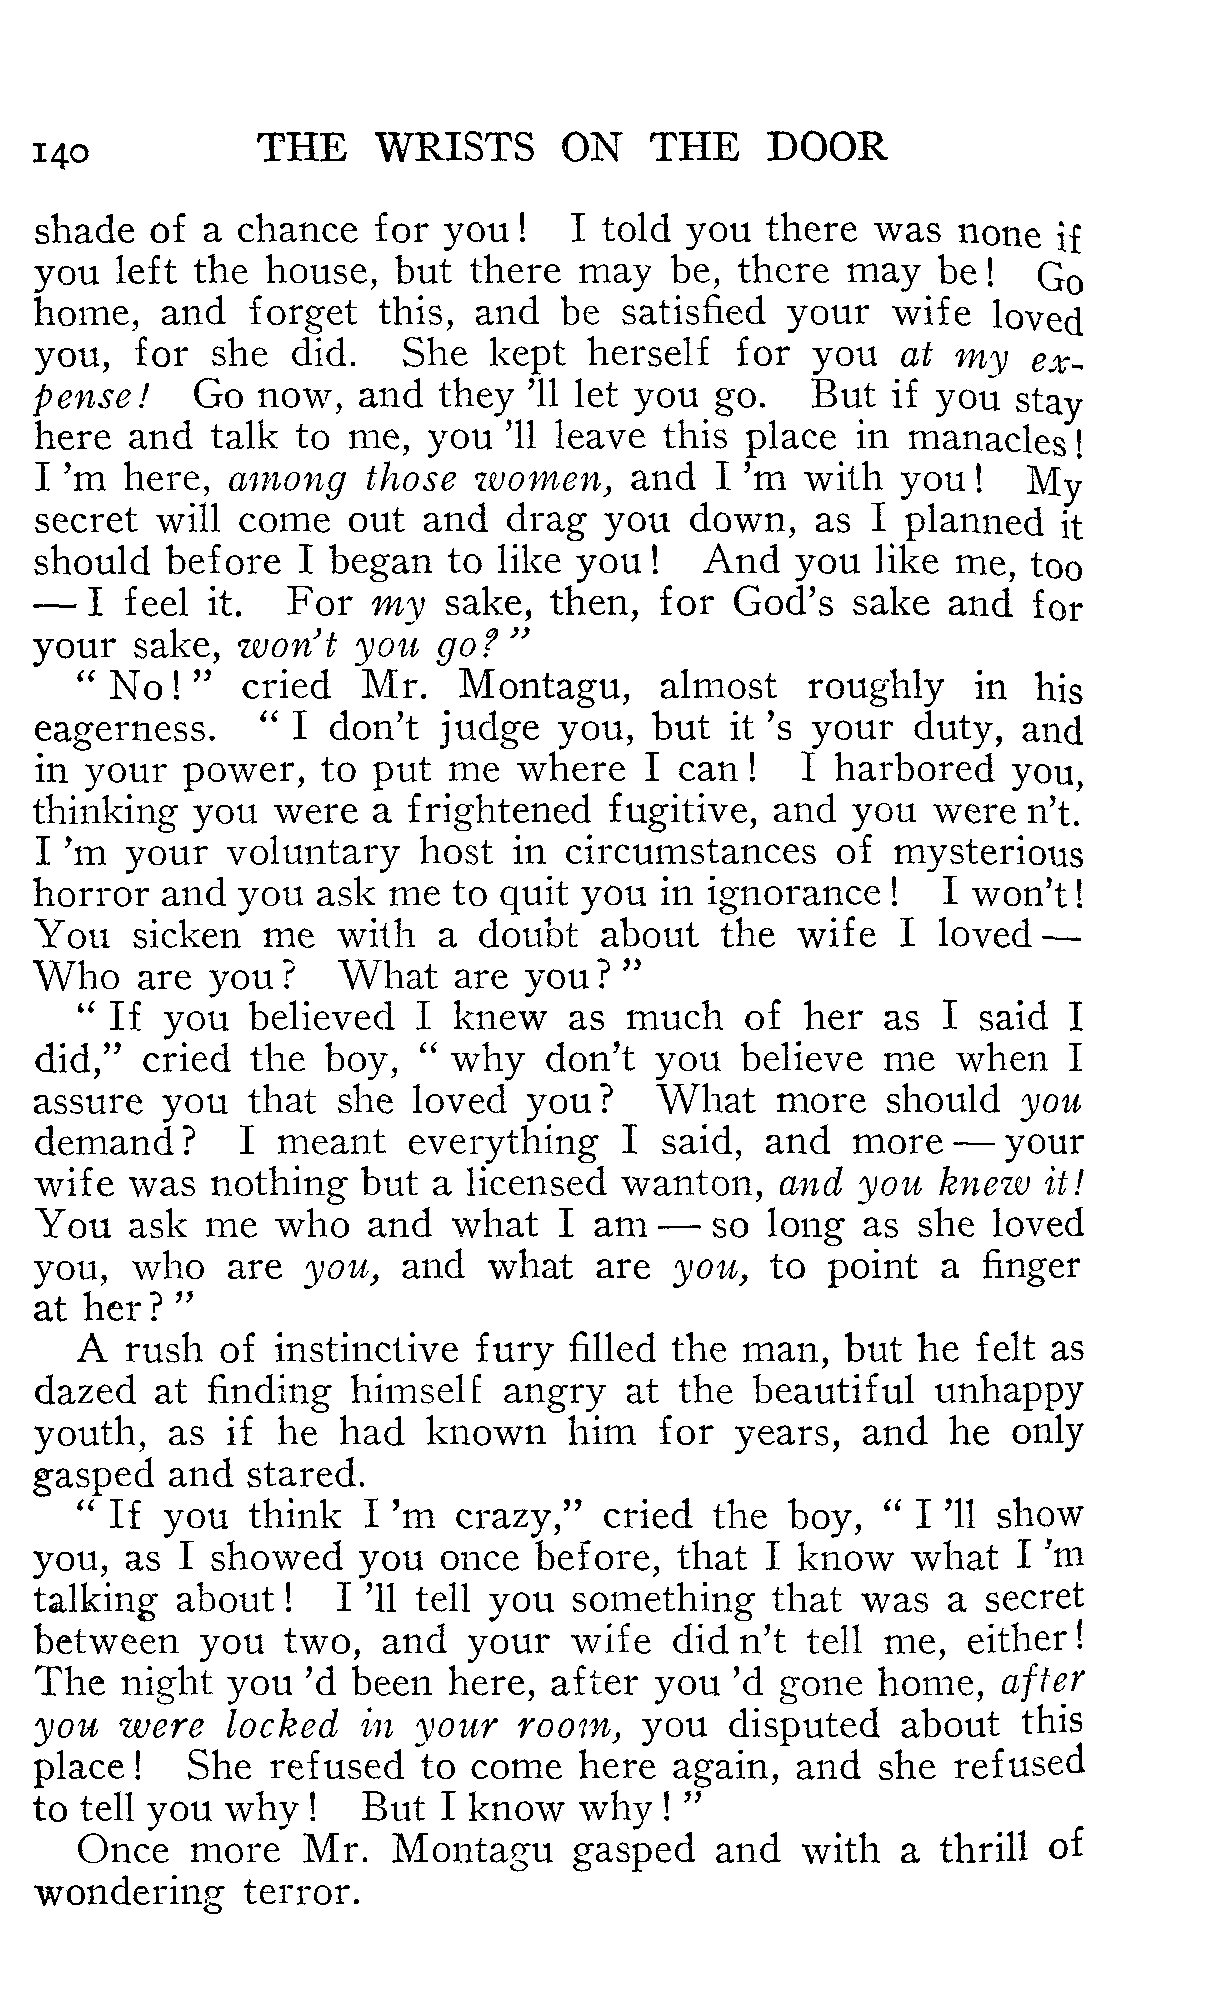 140 THE WRISTS ON THE DOOR
shade of a chance for you! I told you there was none if
you left the house, but there may be, there may be! Go
home, and forget this, and be satisfied your wife loved
you, for she did. She kept herself for you at my ex-
pense! Go now, and they 'll let you go. But if you stay
here and talk to me, you 'll leave this place in manacles!
I 'm here, among those women, and I 'm with you! My
secret will come out and drag you down, as I planned it
should before I began to like you! And you like me, too
— I feel it. For my sake, then, for God's sake and for
your sake, won't you go?"
"No!" cried Mr. Montagu, almost roughly in his
eagerness. "I don't judge you, but it 's your duty, and
in your power, to put me where I can! I harbored you,
thinking you were a frightened fugitive, and you were n't.
I 'm your voluntary host in circumstances of mysterious
horror and you ask me to quit you in ignorance! I won't!
You sicken me with a doubt about the wife I loved —
Who are you? What are you?"
"If you believed I knew as much of her as I said I
did," cried the boy, "why don't you believe me when I
assure you that she loved you? What more should you
demand? I meant everything I said, and more — your
wife was nothing but a licensed wanton, and you knew it!
You ask me who and what I am — so long as she loved
you, who are you, and what are you, to point a finger
at her?"
A rush of instinctive fury filled the man, but he felt as
dazed at finding himself angry at the beautiful unhappy
youth, as if he had known him for years, and he only
gasped and stared.
"If you think I 'm crazy," cried the boy, "I 'll show
you, as I showed you once before, that I know what I 'm
talking about! I 'll tell you something that was a secret
between you two, and your wife did n't tell me, either!
The night you 'd been here, after you 'd gone home, after
you were locked in your room, you disputed about this
place! She refused to come here again, and she refused
to tell you why! But I know why!"
Once more Mr. Montagu gasped and with a thrill of
wondering terror.